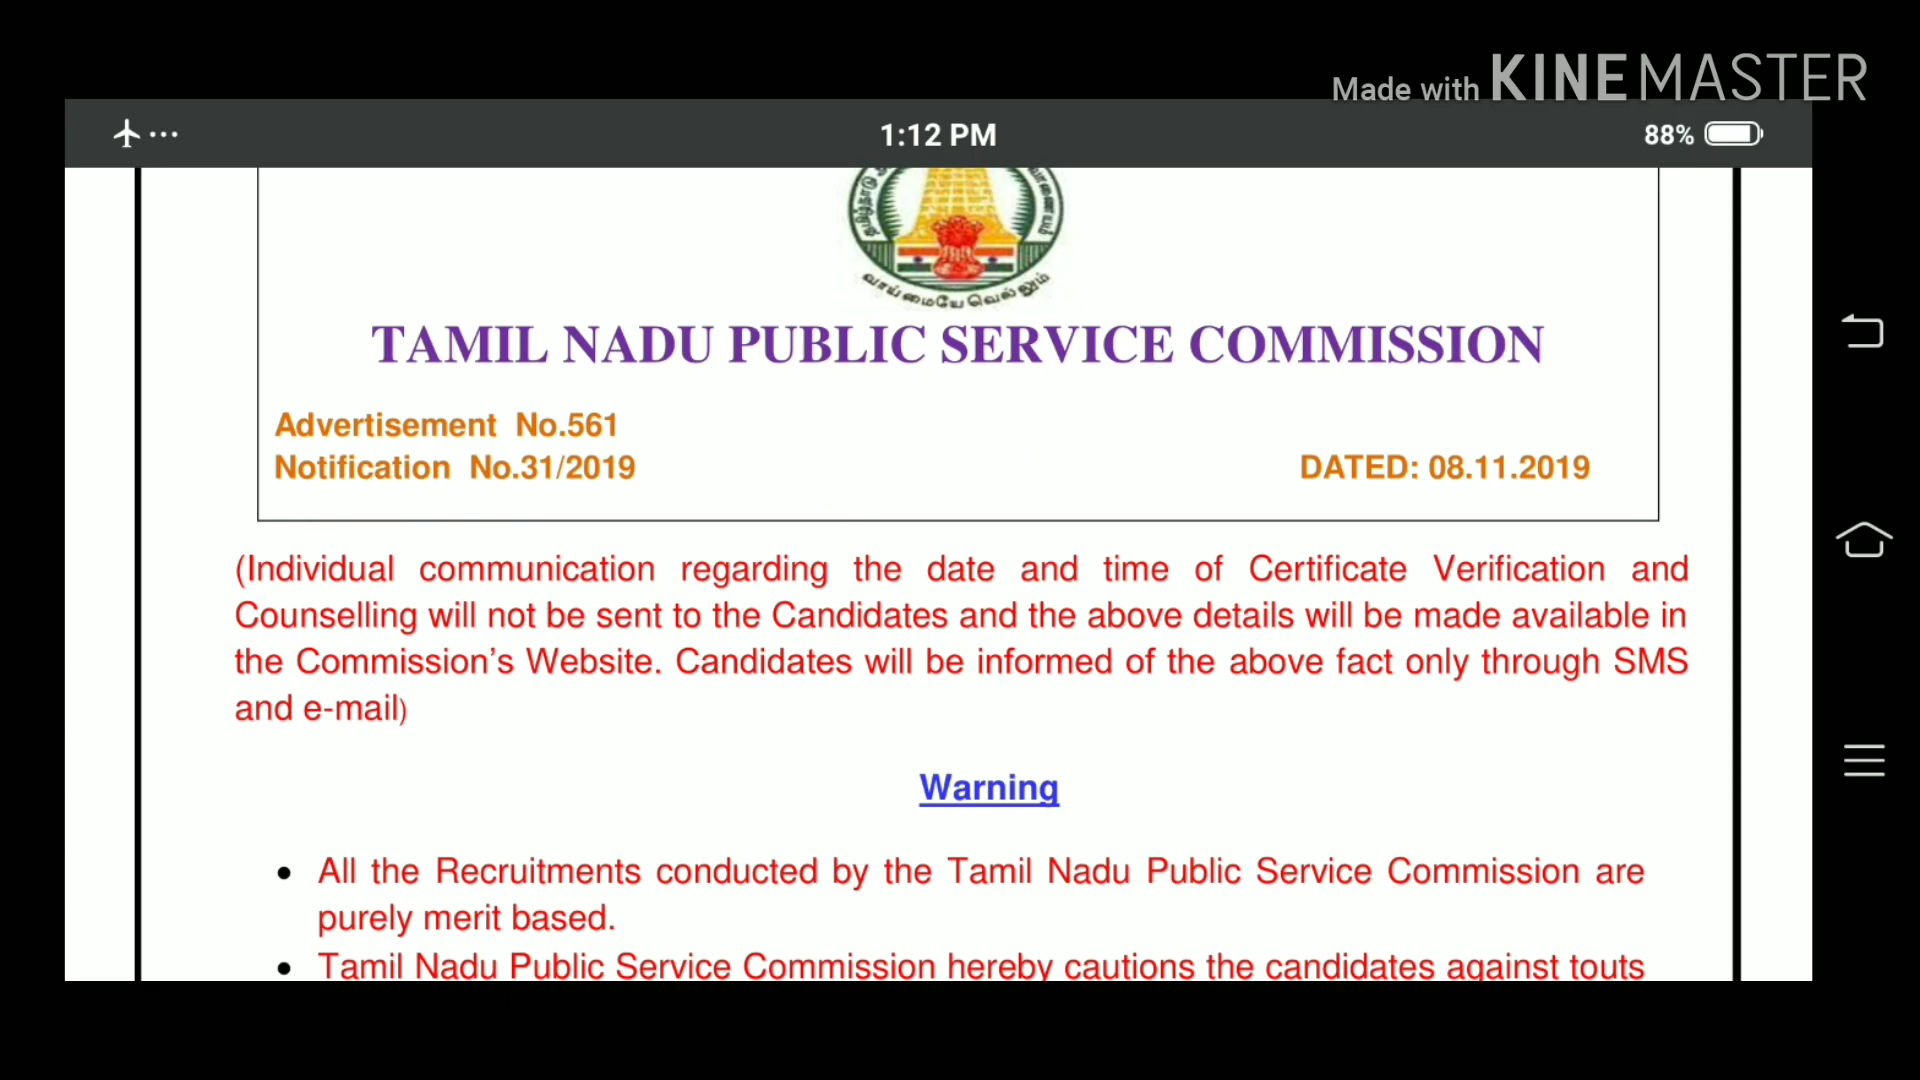 Made with KINEMASTER
1:12 PM
88%
வாய்மையே வெல்லும்
TAMIL NADU PUBLIC SERVICE COMMISSION
Advertisement No.561
Notification No.31/2019
DATED: 08.11.2019
(Individual communication regarding the date and time of Certificate Verification and
Counselling will not be sent to the Candidates and the above details will be made available in
the Commission’s Website. Candidates will be informed of the above fact only through SMS
and e-mail)
Warning
• All the Recruitments conducted by the Tamil Nadu Public Service Commission are
purely merit based.
• Tamil Nadu Public Service Commission hereby cautions the candidates against touts